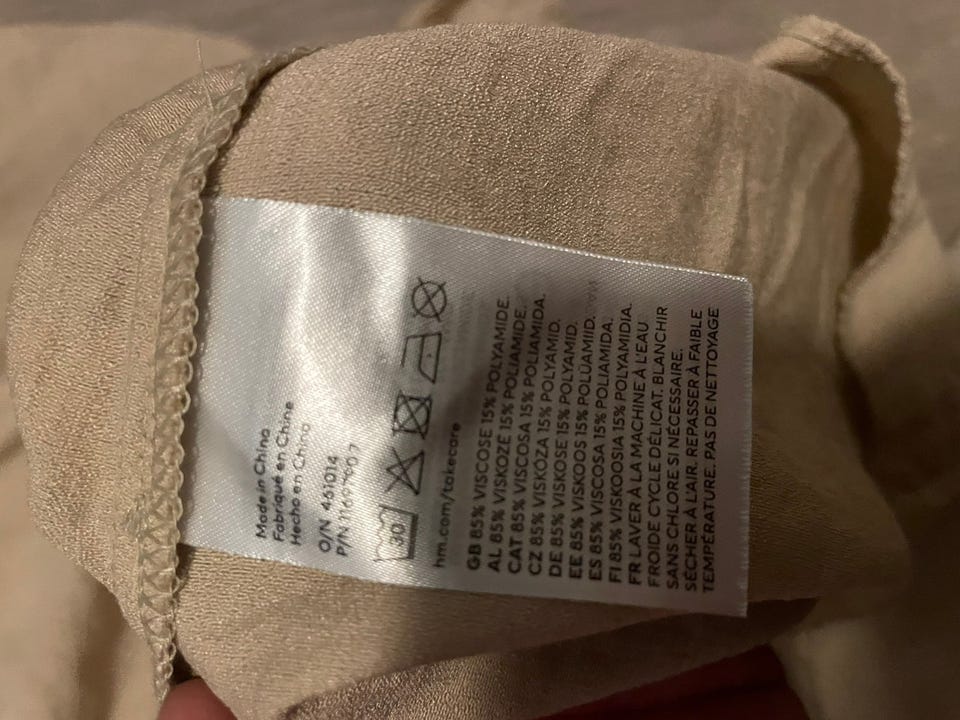 Made in China
Fabriqué en Chine
Hecho en China
O/N 461014
P/N
30
hm.com/takecare
GB 85% VISCOSE 15% POLYAMIDE.
AL 85% VISKOZË 15% POLIAMIDE.
CAT 85% VISCOSA 15% POLIAMIDA.
CZ 85% VISKÓZA 15% POLYAMID.
DE 85% VISKOSE 15% POLYAMID.
EE 85% VISKOOS 15% POLÜAMIID.
ES 85% VISCOSA 15% POLIAMIDA.
FI 85% VISKOOSIA 15% POLYAMIDIA.
FR LAVER À LA MACHINE À L'EAU
FROIDE CYCLE DÉLICAT. BLANCHIR
SANS CHLORE SI NÉCESSAIRE.
SÉCHER À L'AIR. REPASSER À FAIBLE
TEMPÉRATURE. PAS DE NETTOYAGE